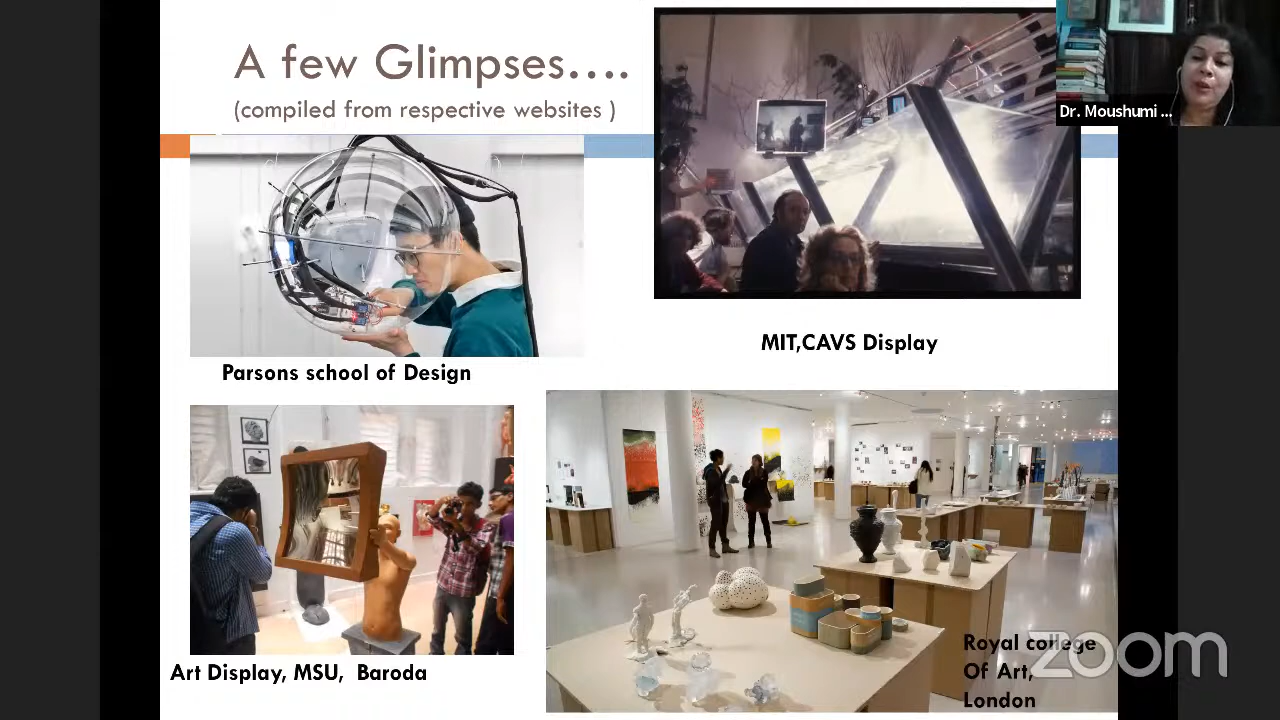 A few Glimpses….
(compiled from respective websites )
Dr. Moushumi ...
MIT,CAVS Display
Parsons school of Design
Art Display, MSU, Baroda
Royal college
Of Art,
London
zoom